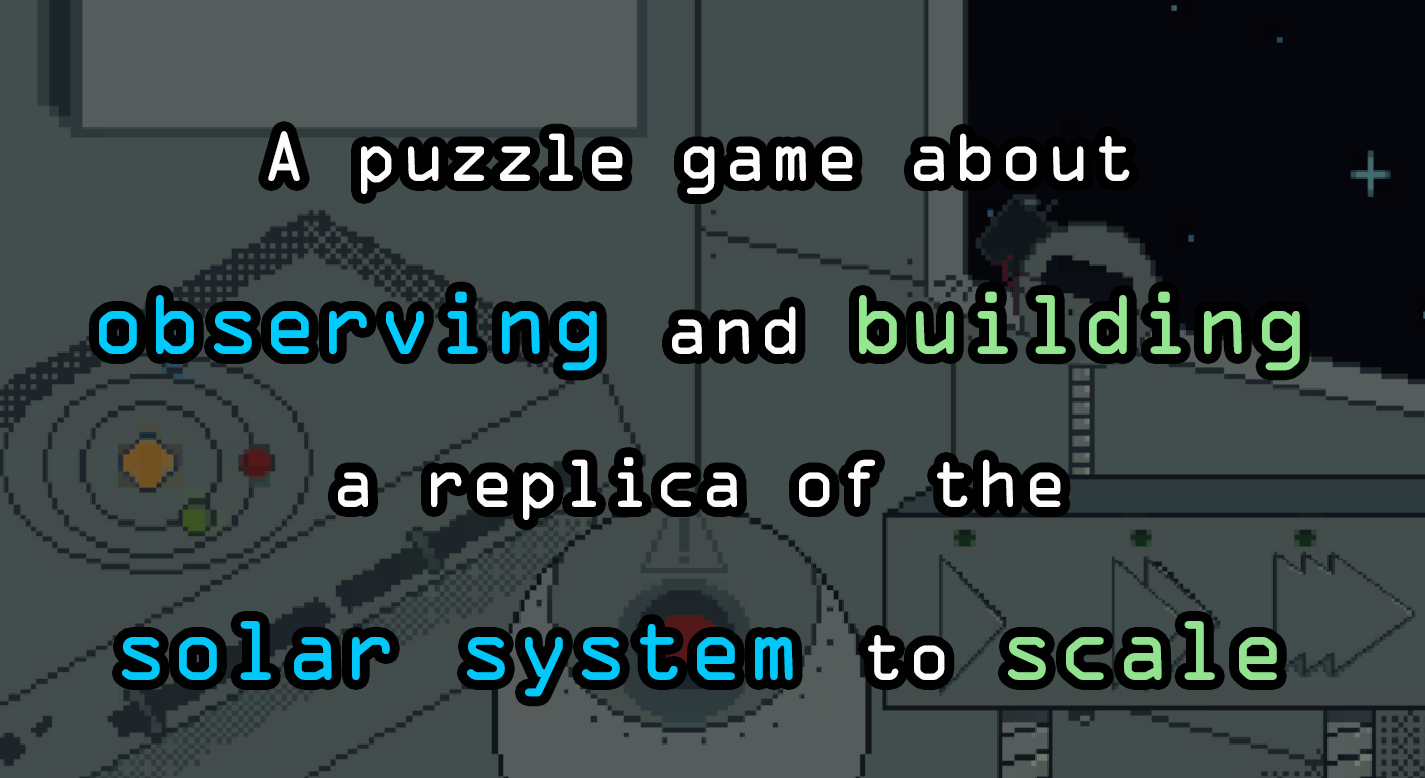 A puzzle game about
observing and building
a replica of the
solar system to scale